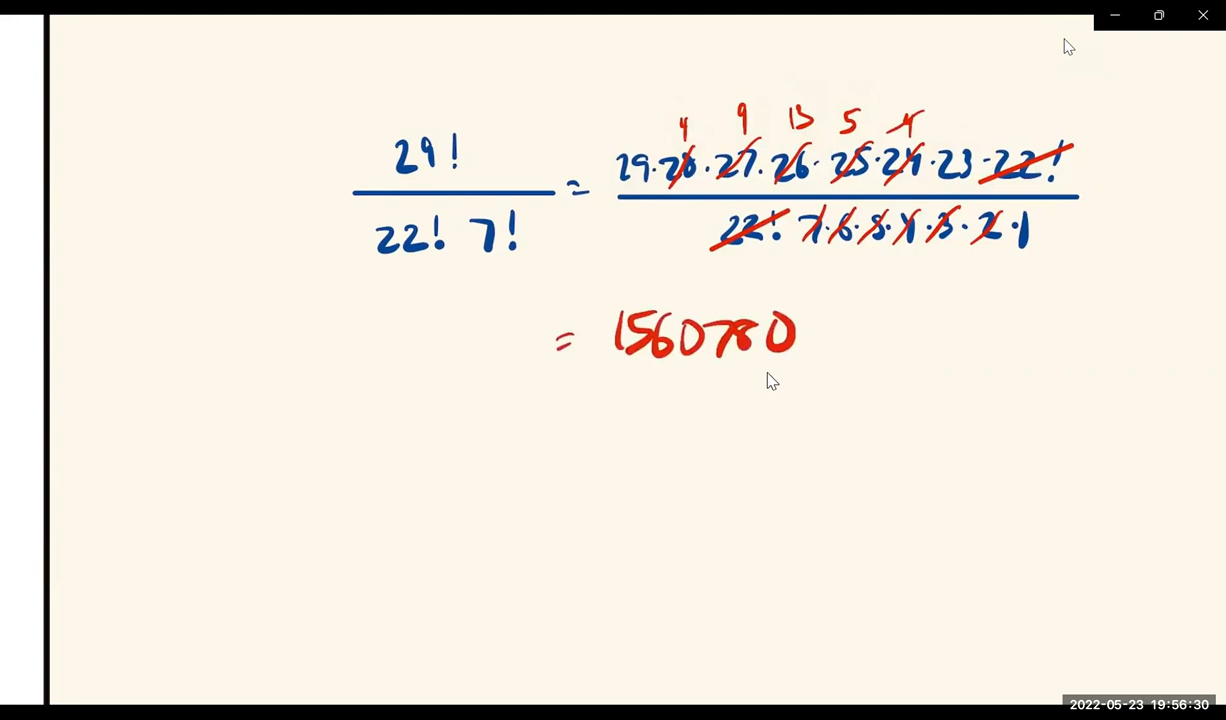 4 9 13 5 4
29! / 22! 7! = 29·28·27·26·25·24·23·22! / 22! 7·6·5·4·3·2·1
= 1560780
2022-05-23 19:56:30